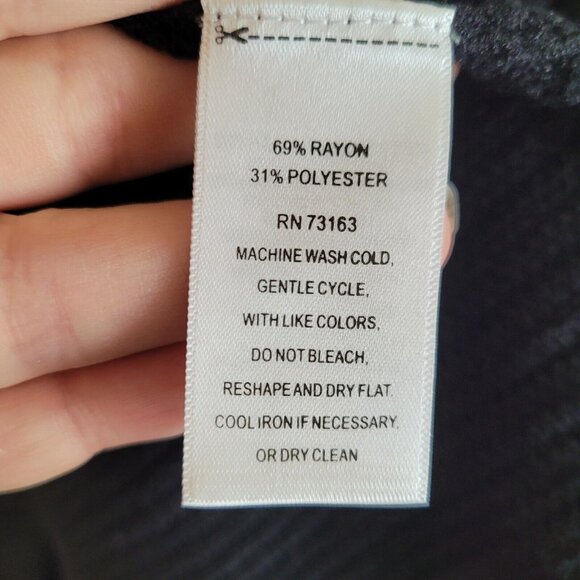 69% RAYON
31% POLYESTER
RN 73163
MACHINE WASH COLD,
GENTLE CYCLE,
WITH LIKE COLORS,
DO NOT BLEACH,
RESHAPE AND DRY FLAT.
COOL IRON IF NECESSARY.
OR DRY CLEAN